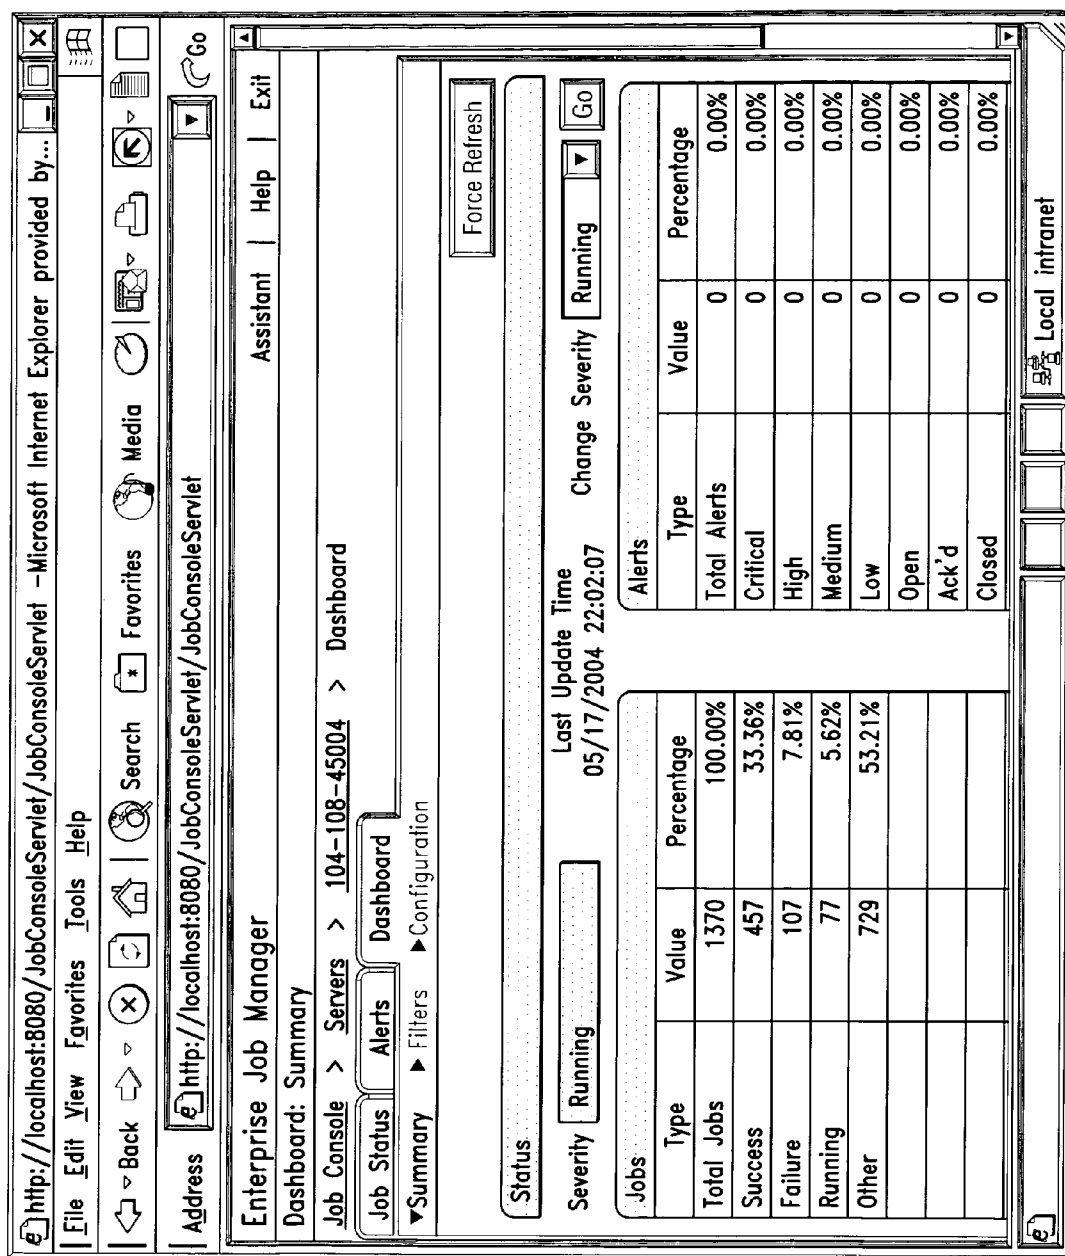 http://localhost:8080/JobConsoleServlet/JobConsoleServlet -Microsoft Internet Explorer provided by...
File Edit View Favorites Tools Help
Back Search Favorites Media
Address http://localhost:8080/JobConsoleServlet/JobConsoleServlet Go
Enterprise Job Manager Assistant | Help | Exit
Dashboard: Summary
Job Console > Servers > 104-108-45004 > Dashboard
Job Status Alerts Dashboard
▼Summary ▶ Filters ▶Configuration
Force Refresh
Status
Last Update Time
Severity Running 05/17/2004 22:02:07 Change Severity Running Go
Jobs Alerts
Type Value Percentage Type Value Percentage
Total Jobs 1370 100.00% Total Alerts 0 0.00%
Success 457 33.36% Critical 0 0.00%
Failure 107 7.81% High 0 0.00%
Running 77 5.62% Medium 0 0.00%
Other 729 53.21% Low 0 0.00%
Open 0 0.00%
Ack'd 0 0.00%
Closed 0 0.00%
Local intranet